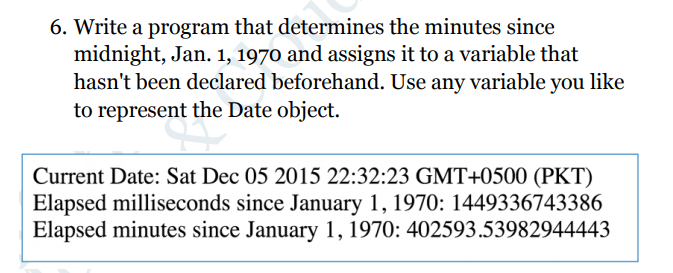 6. Write a program that determines the minutes since
midnight, Jan. 1, 1970 and assigns it to a variable that
hasn't been declared beforehand. Use any variable you like
to represent the Date object.
Current Date: Sat Dec 05 2015 22:32:23 GMT+0500 (PKT)
Elapsed milliseconds since January 1, 1970: 1449336743386
Elapsed minutes since January 1, 1970: 402593.53982944443